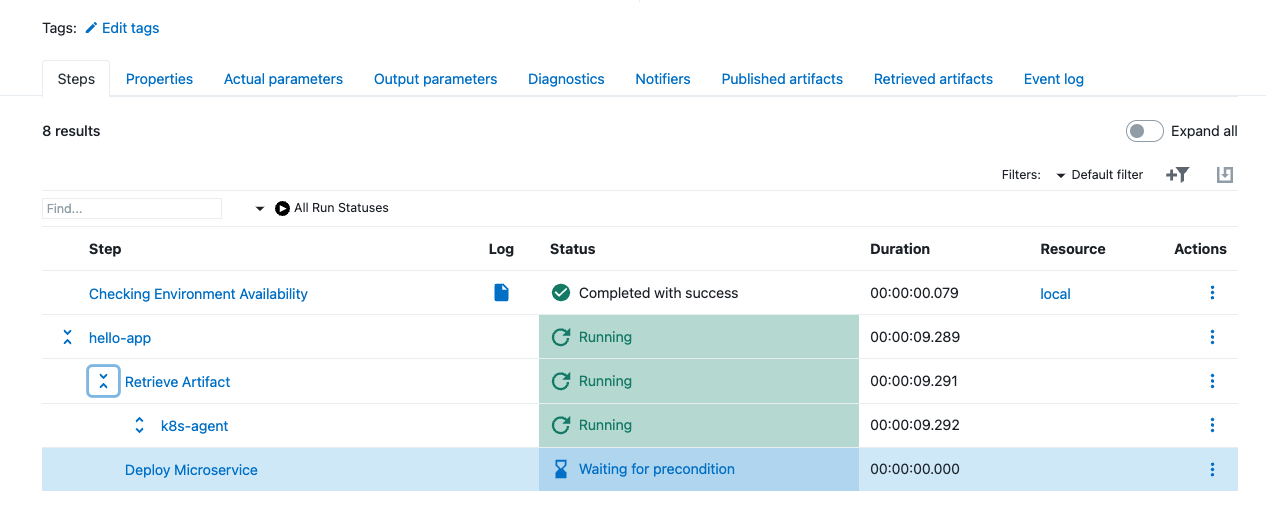 Tags: Edit tags
Steps Properties Actual parameters Output parameters Diagnostics Notifiers Published artifacts Retrieved artifacts Event log
8 results Expand all
Filters: Default filter
Find... All Run Statuses
Step Log Status Duration Resource Actions
Checking Environment Availability Completed with success 00:00:00.079 local
hello-app Running 00:00:09.289
Retrieve Artifact Running 00:00:09.291
k8s-agent Running 00:00:09.292
Deploy Microservice Waiting for precondition 00:00:00.000